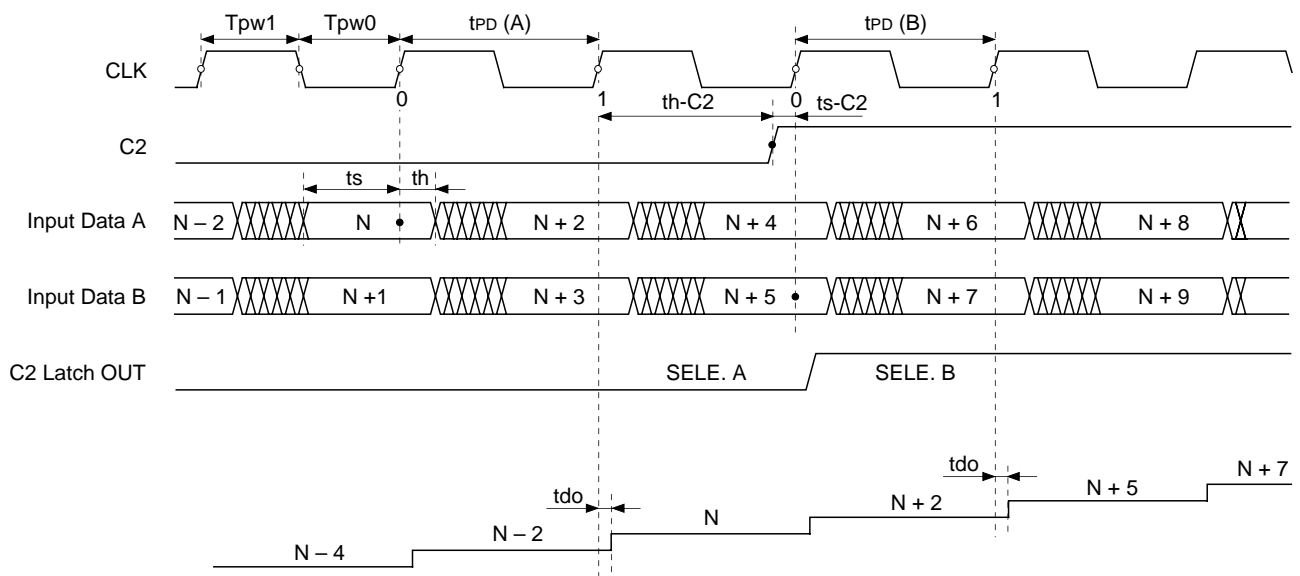 Tpw1 Tpw0 tPD (A) tPD (B)
CLK
0 1 0 1
th-C2 ts-C2
C2
ts th
Input Data A N – 2 N N + 2 N + 4 N + 6 N + 8
Input Data B N – 1 N +1 N + 3 N + 5 N + 7 N + 9
C2 Latch OUT SELE. A SELE. B
tdo tdo
N – 4 N – 2 N N + 2 N + 5 N + 7